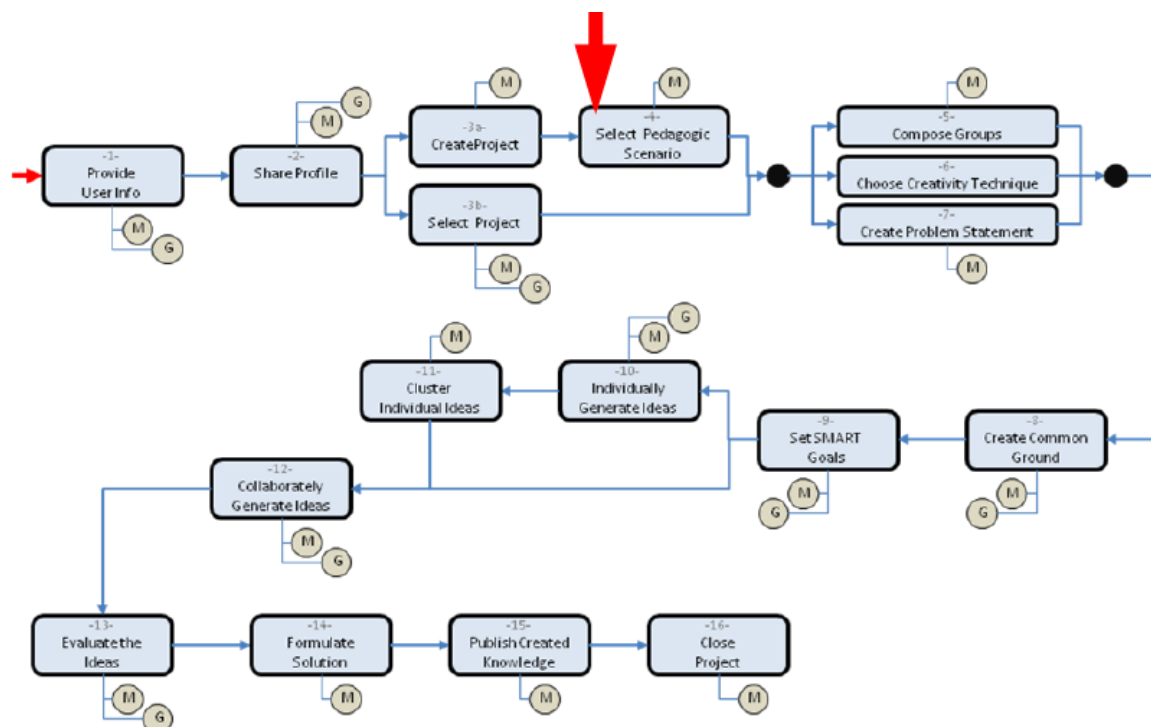 -1-
Provide
User Info
M
G
-2-
Share Profile
G
M
-3a-
CreateProject
M
-3b-
Select Project
M
G
-4-
Select Pedagogic
Scenario
M
-5-
Compose Groups
M
-6-
Choose Creativity Technique
-7-
Create Problem Statement
M
-8-
Create Common
Ground
M
G
-9-
Set SMART
Goals
M
G
-10-
Individually
Generate Ideas
G
M
-11-
Cluster
Individual Ideas
M
-12-
Collaborately
Generate Ideas
M
G
-13-
Evaluate the
Ideas
M
G
-14-
Formulate
Solution
M
-15-
Publish Created
Knowledge
M
-16-
Close
Project
M